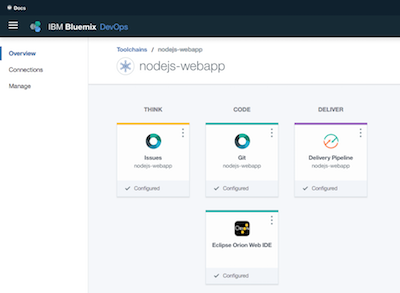 Docs
IBM Bluemix DevOps
Overview
Connections
Manage
Toolchains / nodejs-webapp
nodejs-webapp
THINK
CODE
DELIVER
Issues
nodejs-webapp
Configured
Git
nodejs-webapp
Configured
Delivery Pipeline
nodejs-webapp
Configured
Eclipse Orion Web IDE
Configured